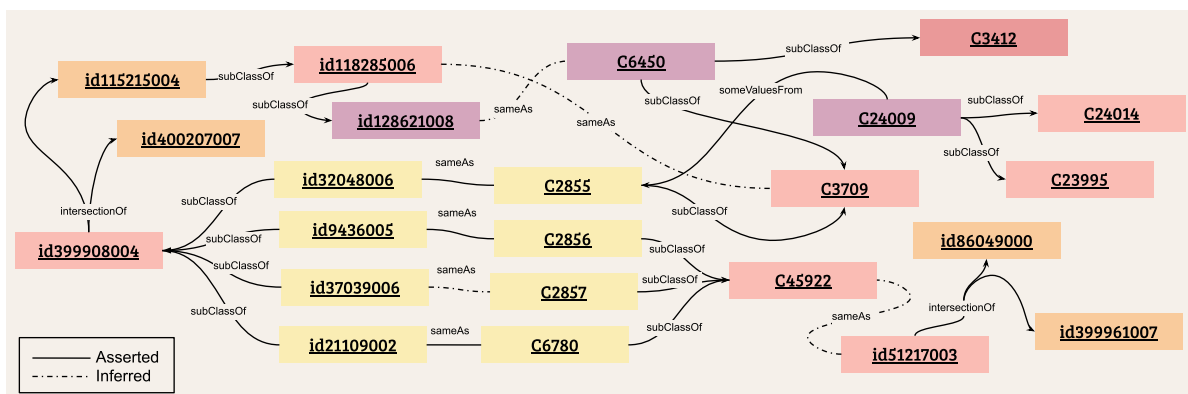 C3412
subClassOf
id115215004
subClassOf
id118285006
C6450
subClassOf
someValuesFrom
subClassOf
C24014
subClassOf
id128621008
sameAs
sameAs
C24009
subClassOf
id400207007
sameAs
id32048006
C2855
C3709
C23995
subClassOf
intersectionOf
sameAs
subClassOf
id399908004
subClassOf
id9436005
C2856
subClassOf
id86049000
subClassOf
sameAs
id37039006
C2857
subClassOf
C45922
intersectionOf
subClassOf
sameAs
sameAs
id21109002
C6780
subClassOf
id51217003
id399961007
Asserted
Inferred